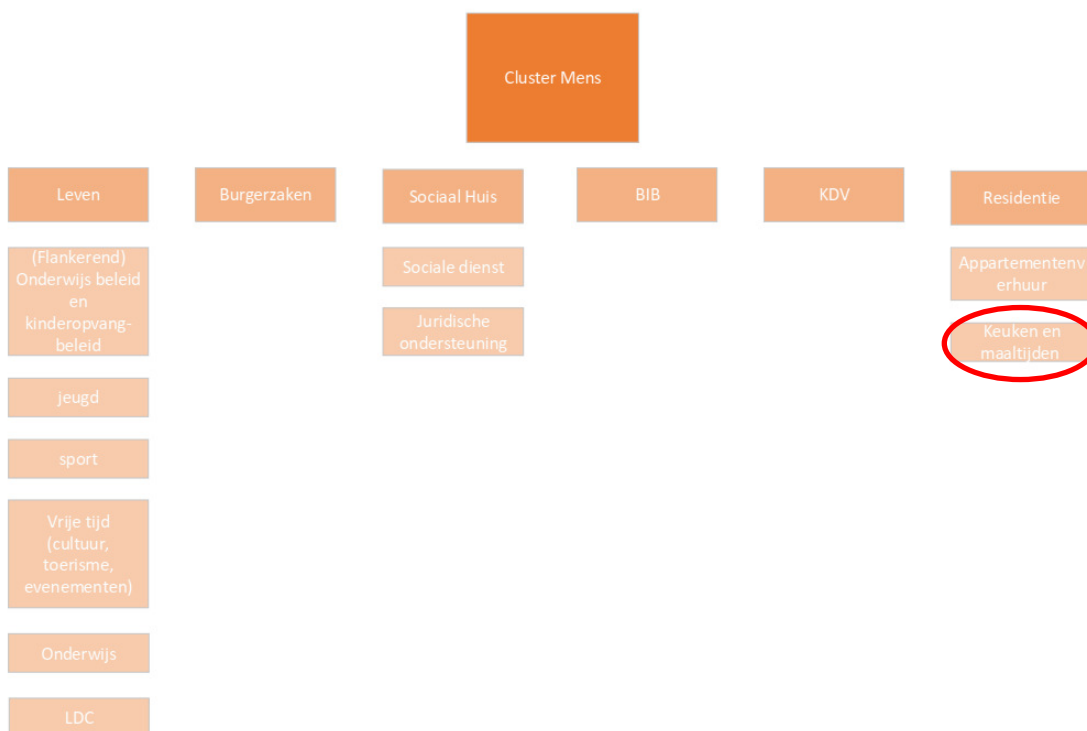 Cluster Mens
Leven
Burgerzaken
Sociaal Huis
BIB
KDV
Residentie
(Flankerend)
Onderwijs beleid
en
kinderopvang-
beleid
jeugd
sport
Vrije tijd
(cultuur,
toerisme,
evenementen)
Onderwijs
LDC
Sociale dienst
Juridische
ondersteuning
Appartementenv
erhuur
Keuken en
maaltijden